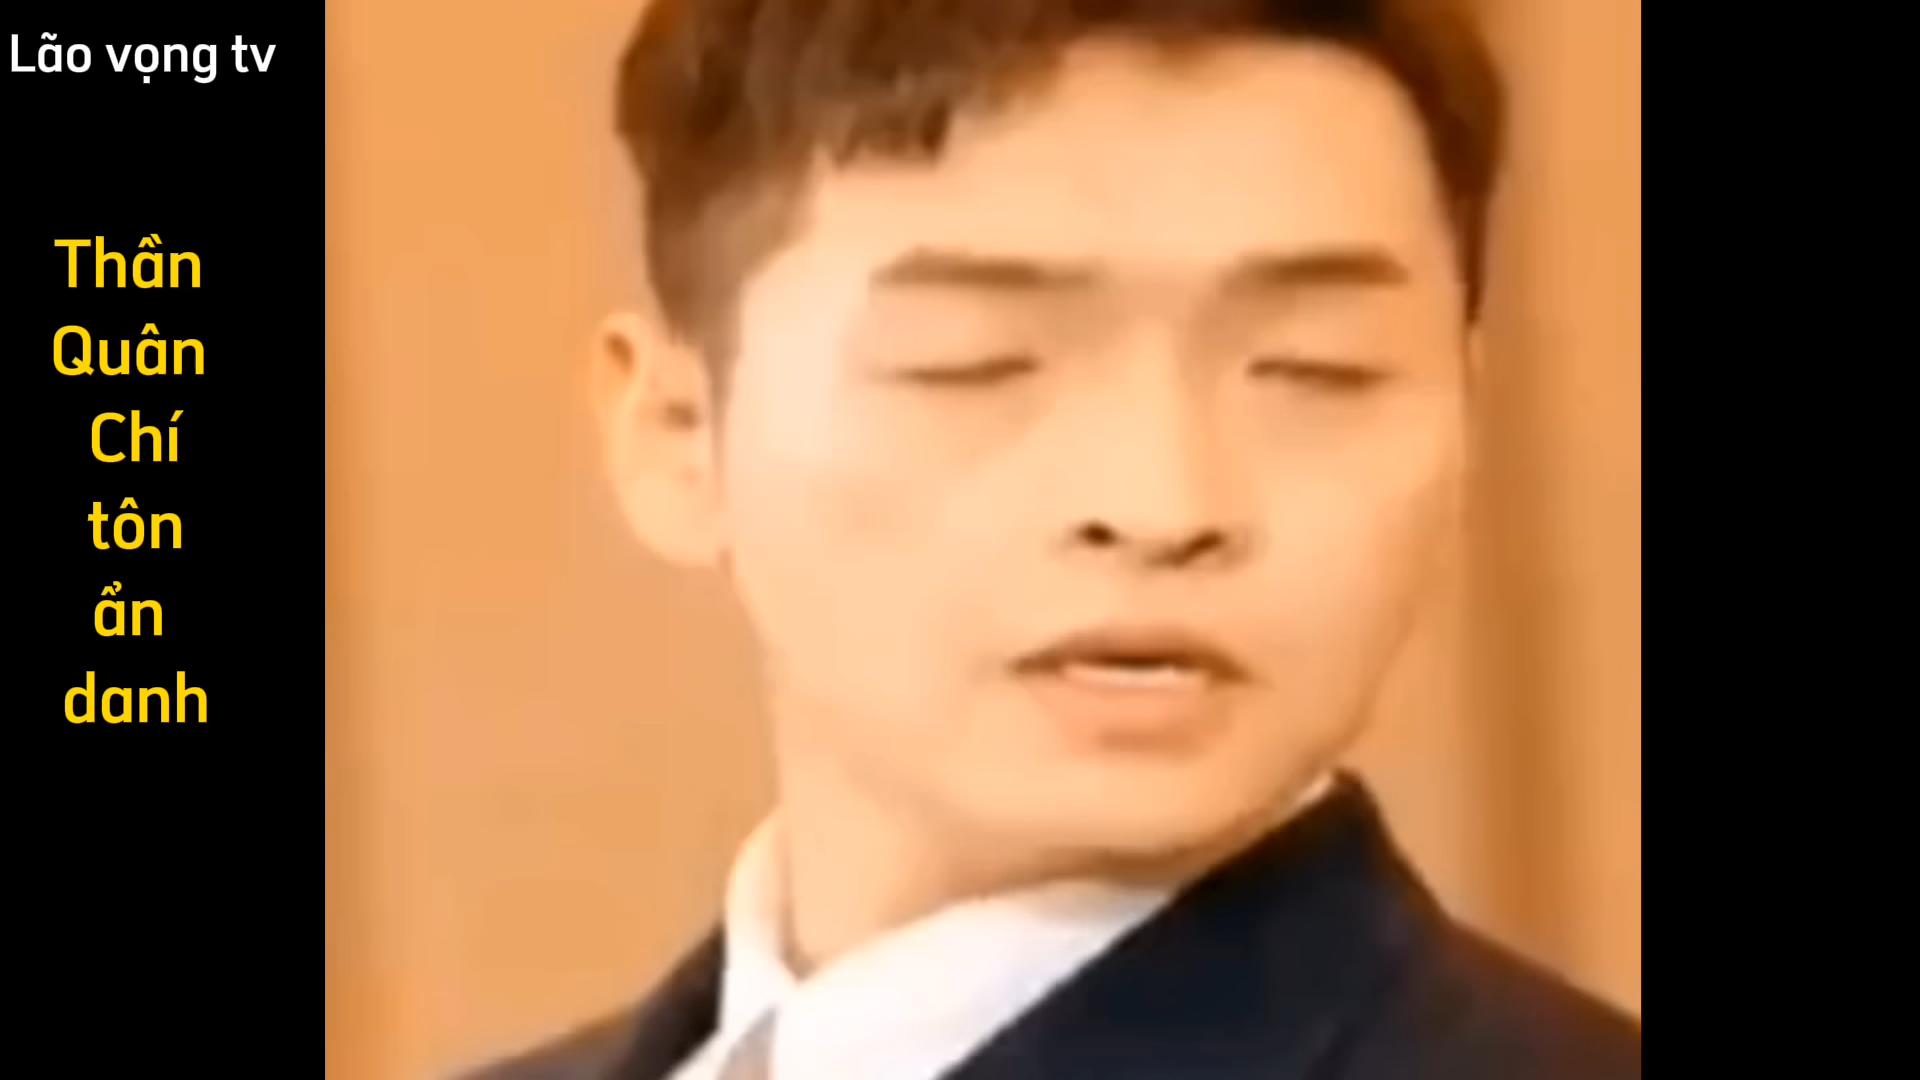 Lão vọng tv
Thần
Quân
Chí
tôn
ẩn
danh